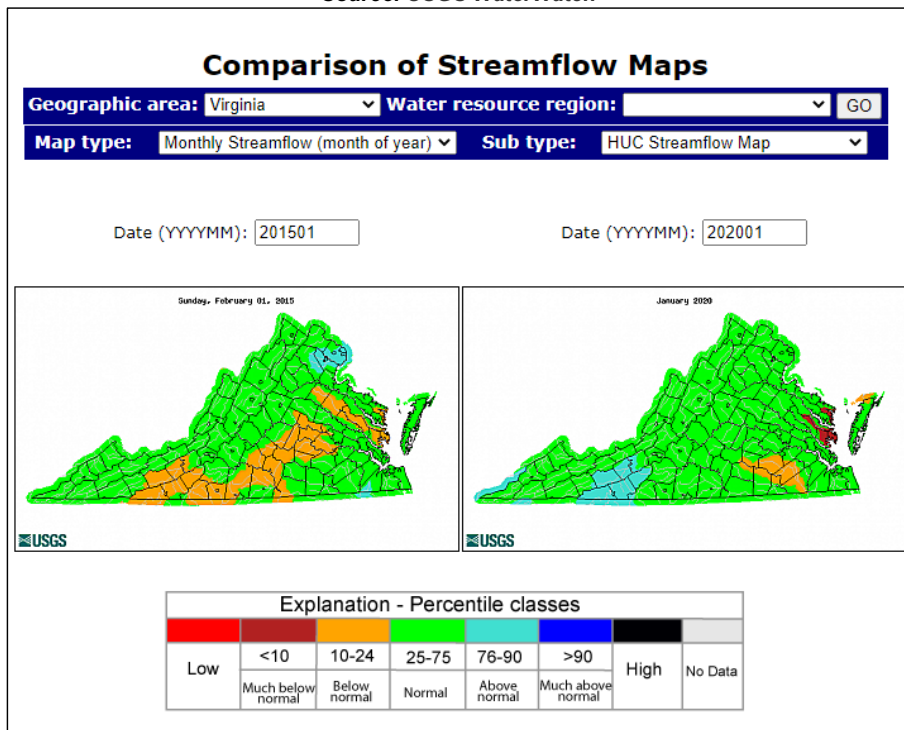 Source: USGS WaterWatch
Comparison of Streamflow Maps
Geographic area: Virginia Water resource region: GO
Map type: Monthly Streamflow (month of year) Sub type: HUC Streamflow Map
Date (YYYYMM): 201501 Date (YYYYMM): 202001
Sunday, February 01, 2015 January 2020
USGS USGS
Explanation - Percentile classes
Low <10 10-24 25-75 76-90 >90 High No Data
Much below normal Below normal Normal Above normal Much above normal